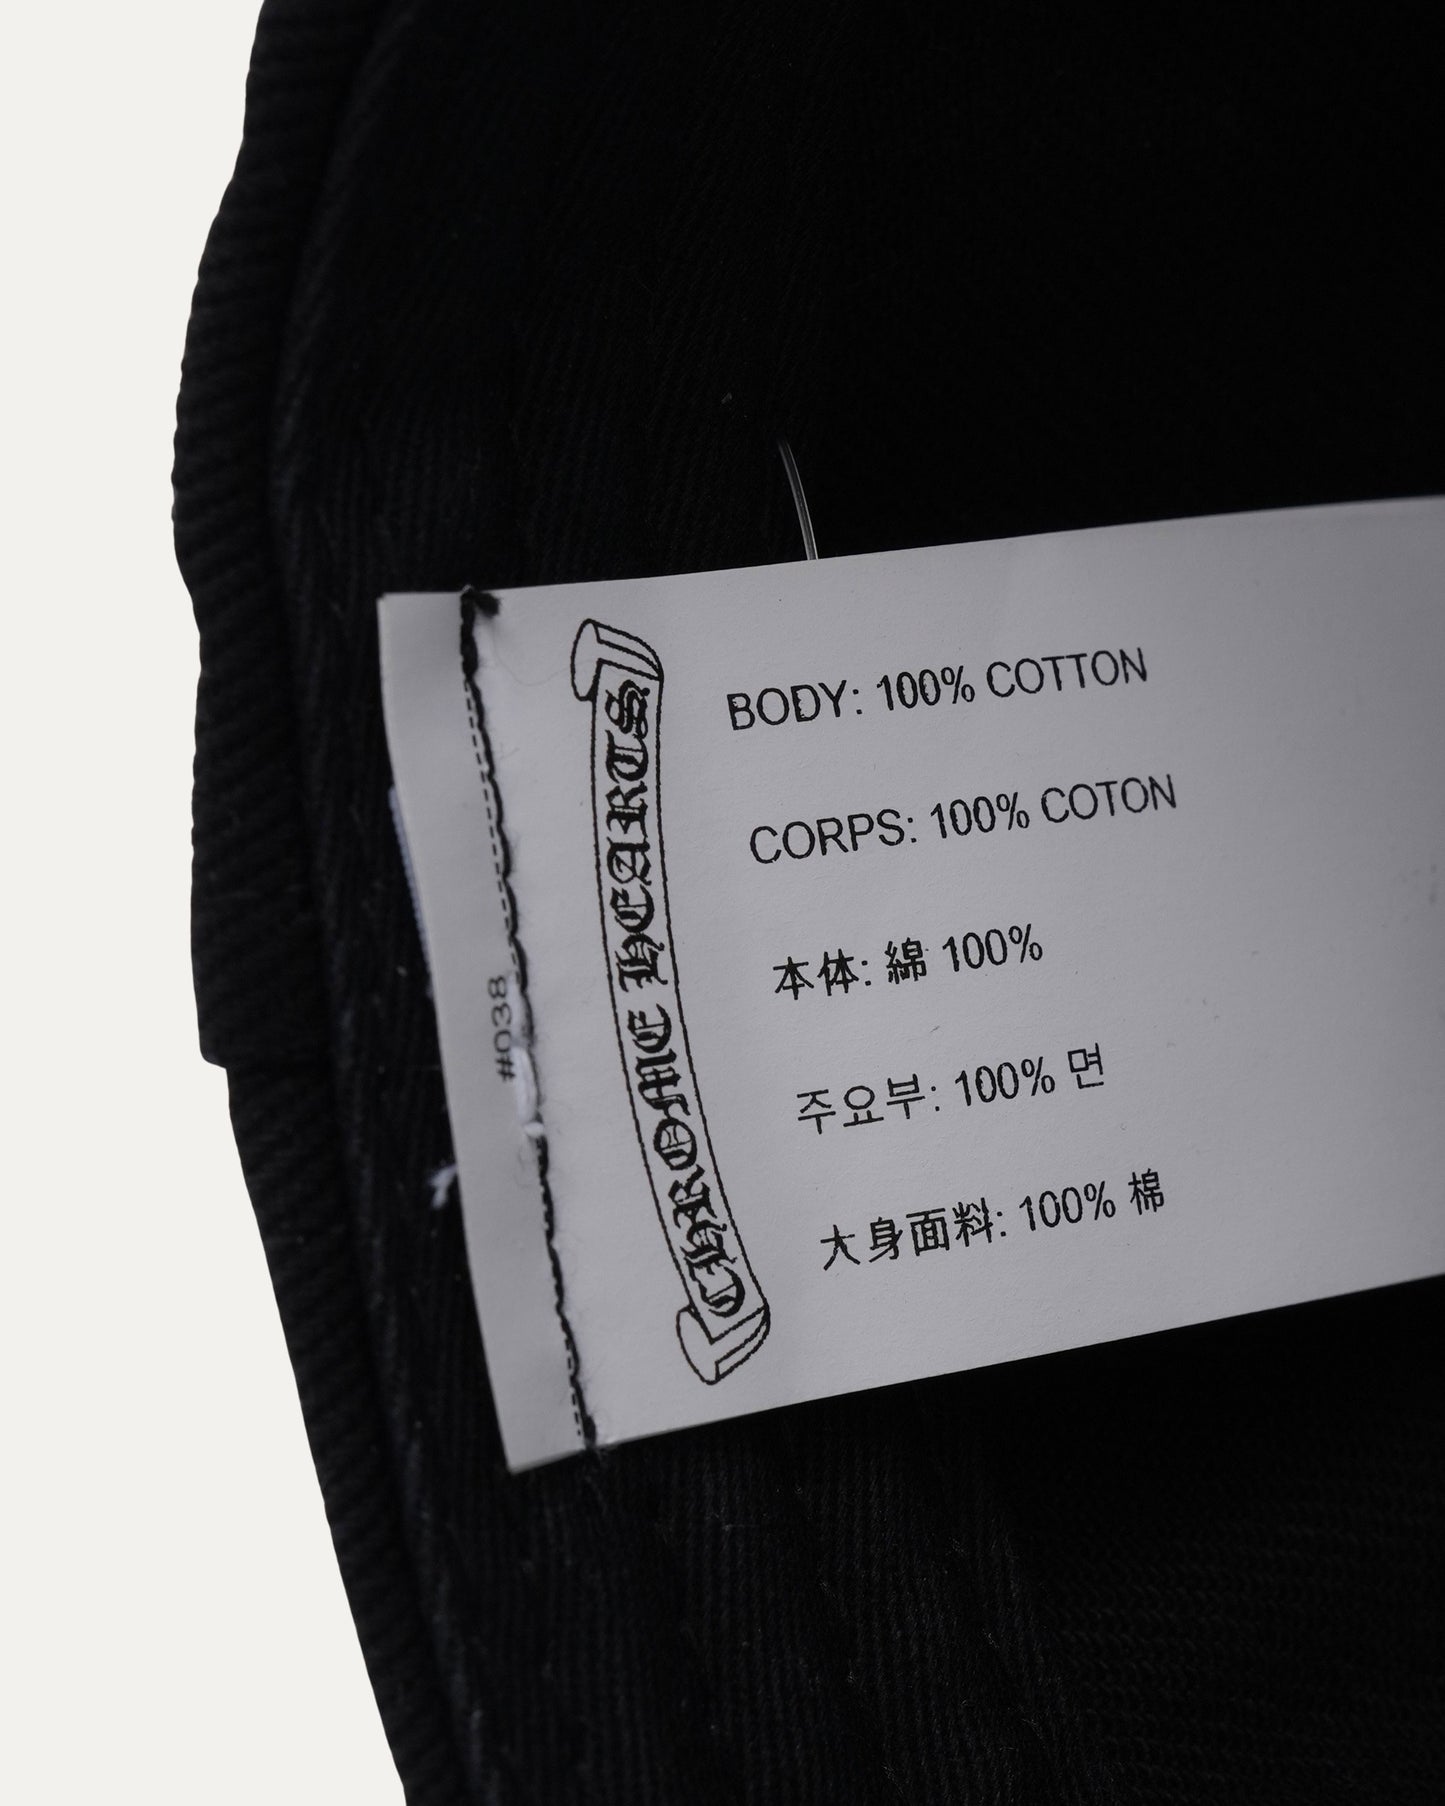 #038
CHROME HEARTS
BODY: 100% COTTON
CORPS: 100% COTON
本体: 綿 100%
주요부: 100% 면
大身面料: 100% 棉